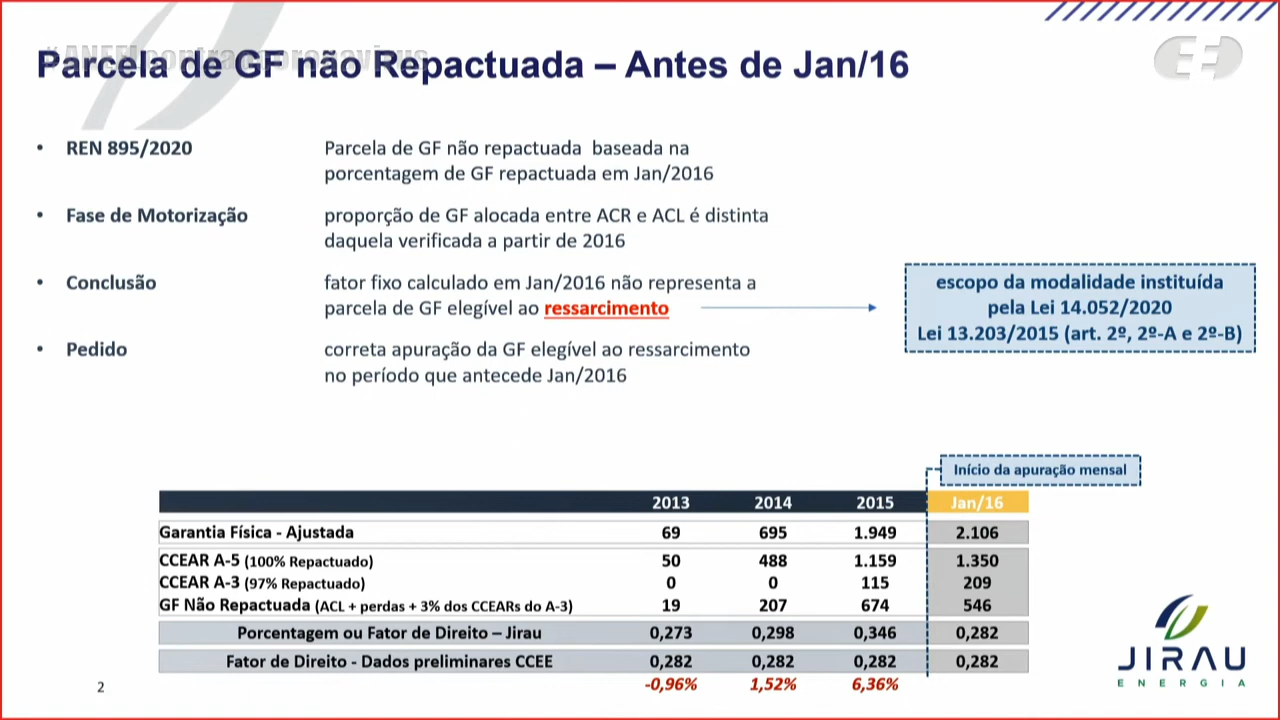 #ANEELcontraocoronavírus
Parcela de GF não Repactuada – Antes de Jan/16
• REN 895/2020
Parcela de GF não repactuada baseada na
porcentagem de GF repactuada em Jan/2016
• Fase de Motorização
proporção de GF alocada entre ACR e ACL é distinta
daquela verificada a partir de 2016
• Conclusão
fator fixo calculado em Jan/2016 não representa a
parcela de GF elegível ao ressarcimento
escopo da modalidade instituída
pela Lei 14.052/2020
Lei 13.203/2015 (art. 2º, 2º-A e 2º-B)
• Pedido
correta apuração da GF elegível ao ressarcimento
no período que antecede Jan/2016
Início da apuração mensal
2013 2014 2015 Jan/16
Garantia Física - Ajustada 69 695 1.949 2.106
CCEAR A-5 (100% Repactuado) 50 488 1.159 1.350
CCEAR A-3 (97% Repactuado) 0 0 115 209
GF Não Repactuada (ACL + perdas + 3% dos CCEARs do A-3) 19 207 674 546
Porcentagem ou Fator de Direito – Jirau 0,273 0,298 0,346 0,282
Fator de Direito - Dados preliminares CCEE 0,282 0,282 0,282 0,282
-0,96% 1,52% 6,36%
JIRAU
ENERGIA
2